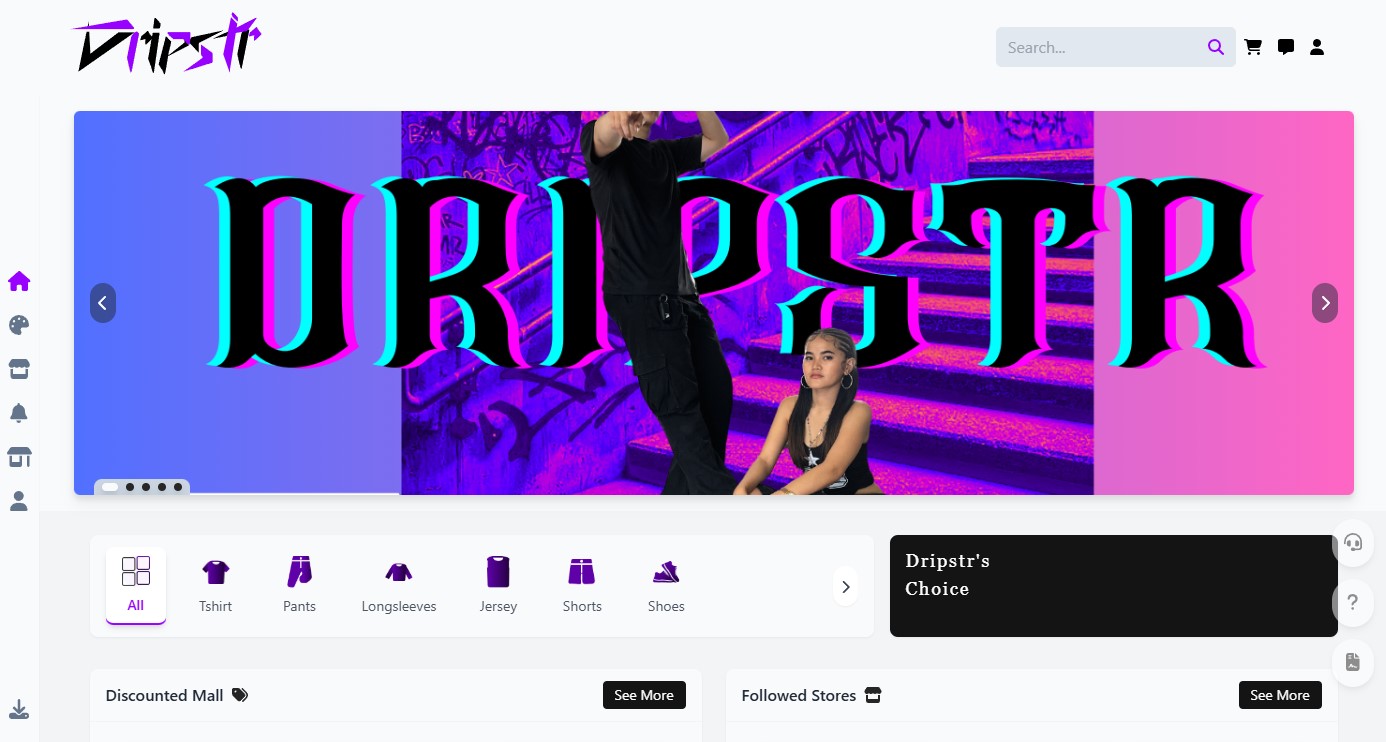 Dripstr
Search...
DRIPSTR
All
Tshirt
Pants
Longsleeves
Jersey
Shorts
Shoes
Dripstr's
Choice
?
Discounted Mall
See More
Followed Stores
See More